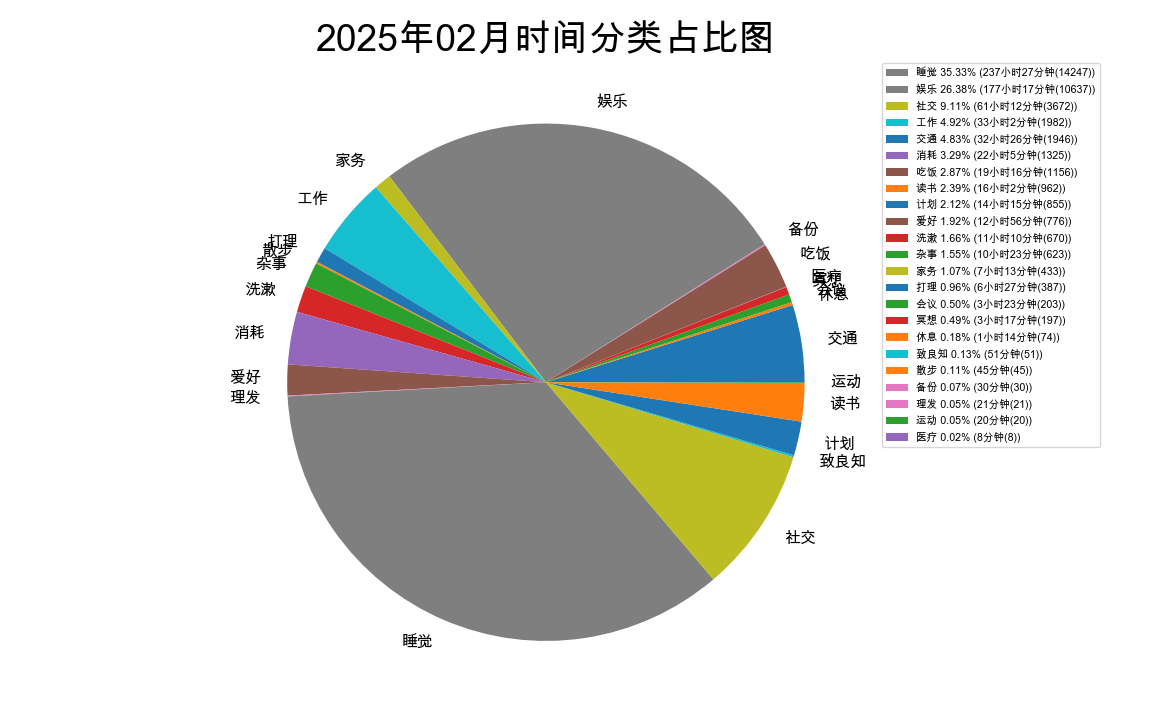 2025年02月时间分类占比图
娱乐
家务
工作
打理
散步
杂事
洗漱
消耗
爱好
理发
睡觉
备份
吃饭
医疗
冥想
会议
休息
交通
运动
读书
计划
致良知
社交
睡觉 35.33% (237小时27分钟(14247))
娱乐 26.38% (177小时17分钟(10637))
社交 9.11% (61小时12分钟(3672))
工作 4.92% (33小时2分钟(1982))
交通 4.83% (32小时26分钟(1946))
消耗 3.29% (22小时5分钟(1325))
吃饭 2.87% (19小时16分钟(1156))
读书 2.39% (16小时2分钟(962))
计划 2.12% (14小时15分钟(855))
爱好 1.92% (12小时56分钟(776))
洗漱 1.66% (11小时10分钟(670))
杂事 1.55% (10小时23分钟(623))
家务 1.07% (7小时13分钟(433))
打理 0.96% (6小时27分钟(387))
会议 0.50% (3小时23分钟(203))
冥想 0.49% (3小时17分钟(197))
休息 0.18% (1小时14分钟(74))
致良知 0.13% (51分钟(51))
散步 0.11% (45分钟(45))
备份 0.07% (30分钟(30))
理发 0.05% (21分钟(21))
运动 0.05% (20分钟(20))
医疗 0.02% (8分钟(8))